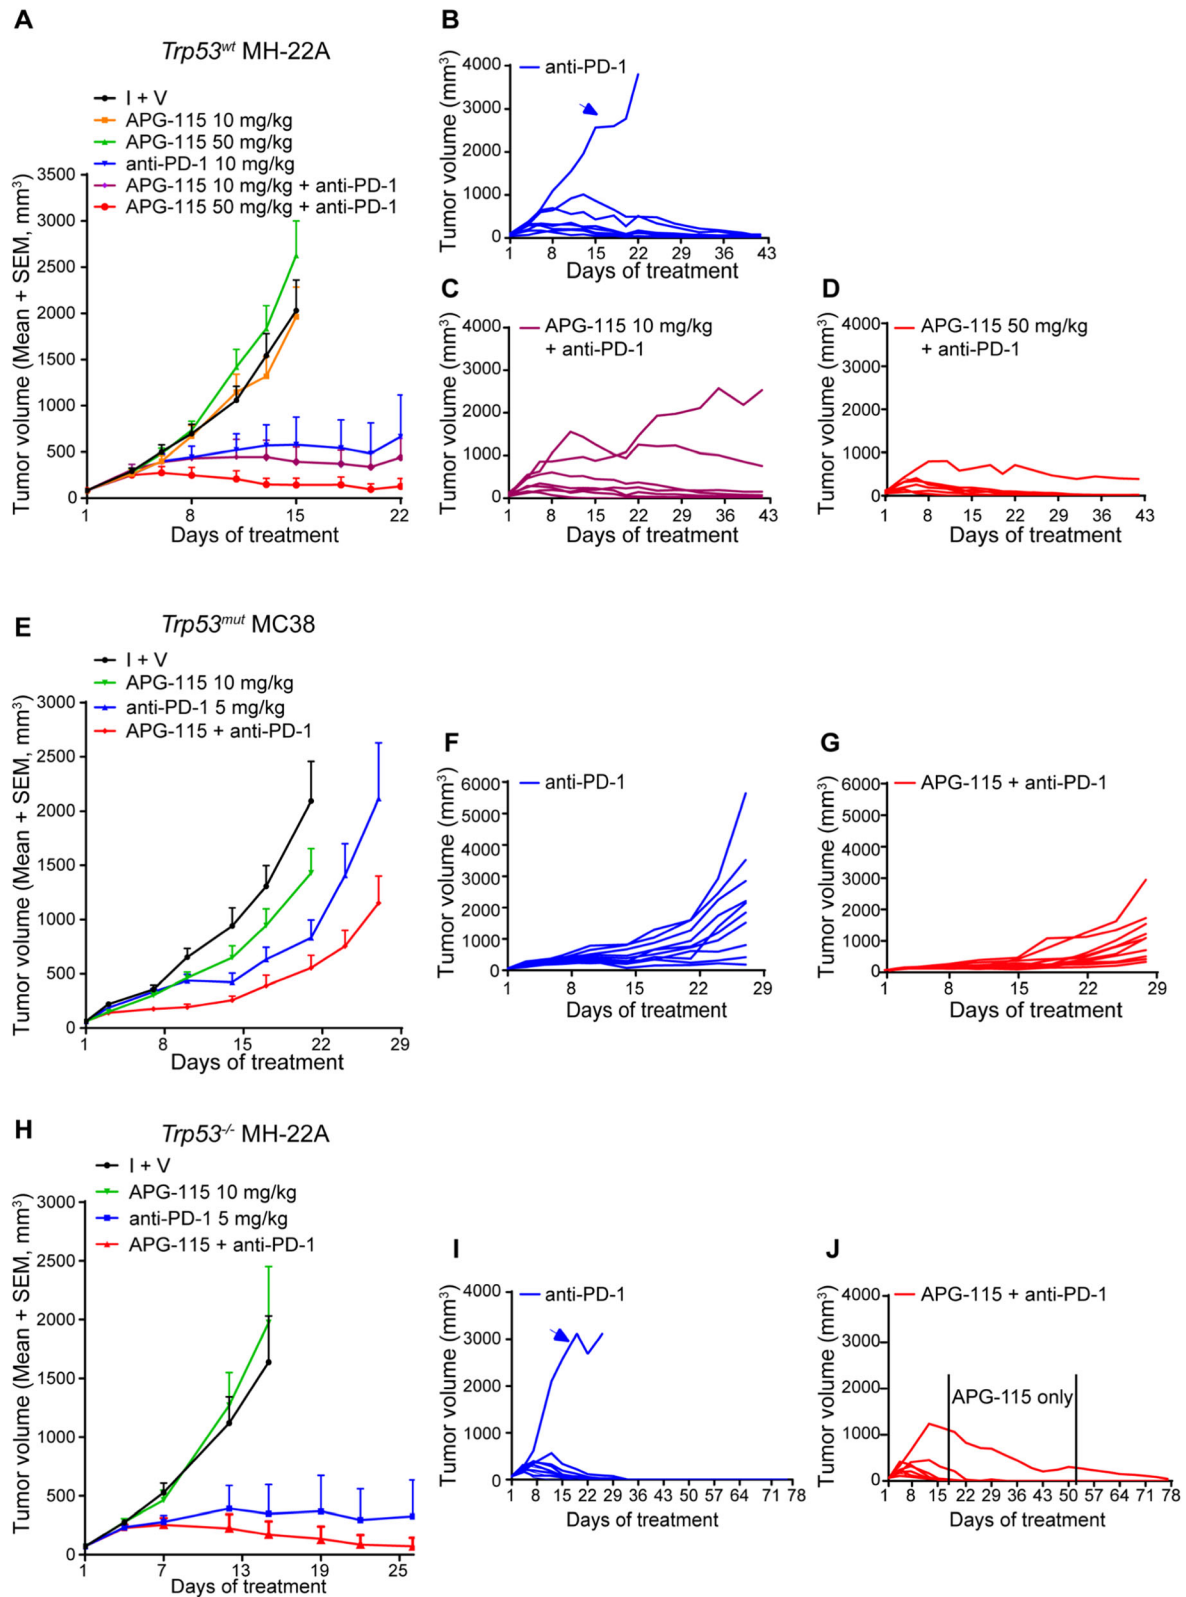 A
Trp53wt MH-22A
I + V
APG-115 10 mg/kg
APG-115 50 mg/kg
anti-PD-1 10 mg/kg
APG-115 10 mg/kg + anti-PD-1
APG-115 50 mg/kg + anti-PD-1
Tumor volume (Mean + SEM, mm3)
3500
3000
2500
2000
1500
1000
500
0
1 8 15 22
Days of treatment
B
anti-PD-1
Tumor volume (mm3)
4000
3000
2000
1000
0
1 8 15 22 29 36 43
Days of treatment
C
APG-115 10 mg/kg
+ anti-PD-1
Tumor volume (mm3)
4000
3000
2000
1000
0
1 8 15 22 29 36 43
Days of treatment
D
APG-115 50 mg/kg
+ anti-PD-1
Tumor volume (mm3)
4000
3000
2000
1000
0
1 8 15 22 29 36 43
Days of treatment
E
Trp53mut MC38
I + V
APG-115 10 mg/kg
anti-PD-1 5 mg/kg
APG-115 + anti-PD-1
Tumor volume (Mean + SEM, mm3)
3000
2500
2000
1500
1000
500
0
1 8 15 22 29
Days of treatment
F
anti-PD-1
Tumor volume (mm3)
6000
5000
4000
3000
2000
1000
0
1 8 15 22 29
Days of treatment
G
APG-115 + anti-PD-1
Tumor volume (mm3)
6000
5000
4000
3000
2000
1000
0
1 8 15 22 29
Days of treatment
H
Trp53-/- MH-22A
I + V
APG-115 10 mg/kg
anti-PD-1 5 mg/kg
APG-115 + anti-PD-1
Tumor volume (Mean + SEM, mm3)
3000
2500
2000
1500
1000
500
0
1 7 13 19 25
Days of treatment
I
anti-PD-1
Tumor volume (mm3)
4000
3000
2000
1000
0
1 8 15 22 29 36 43 50 57 64 71 78
Days of treatment
J
APG-115 + anti-PD-1
APG-115 only
Tumor volume (mm3)
4000
3000
2000
1000
0
1 8 15 22 29 36 43 50 57 64 71 78
Days of treatment